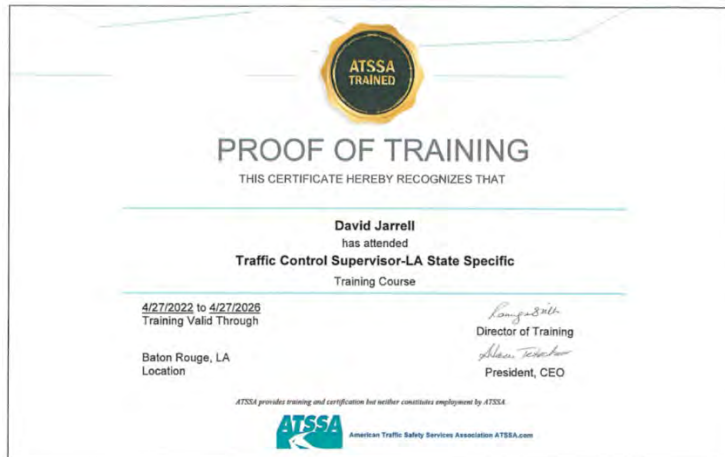 ATSSA
TRAINED
PROOF OF TRAINING
THIS CERTIFICATE HEREBY RECOGNIZES THAT
David Jarrell
has attended
Traffic Control Supervisor-LA State Specific
Training Course
4/27/2022 to 4/27/2026
Training Valid Through
Director of Training
Baton Rouge, LA
Location
President, CEO
ATSSA provides training and certification but neither constitutes employment by ATSSA.
ATSSA
American Traffic Safety Services Association ATSSA.com